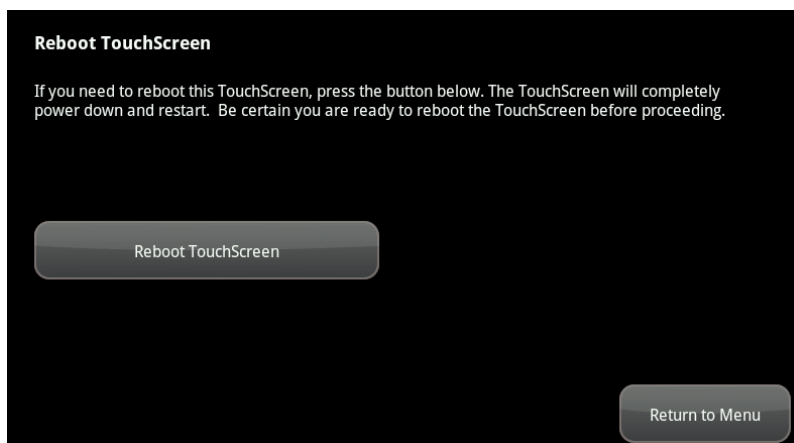 Reboot TouchScreen
If you need to reboot this TouchScreen, press the button below. The TouchScreen will completely
power down and restart.  Be certain you are ready to reboot the TouchScreen before proceeding.
Reboot TouchScreen
Return to Menu